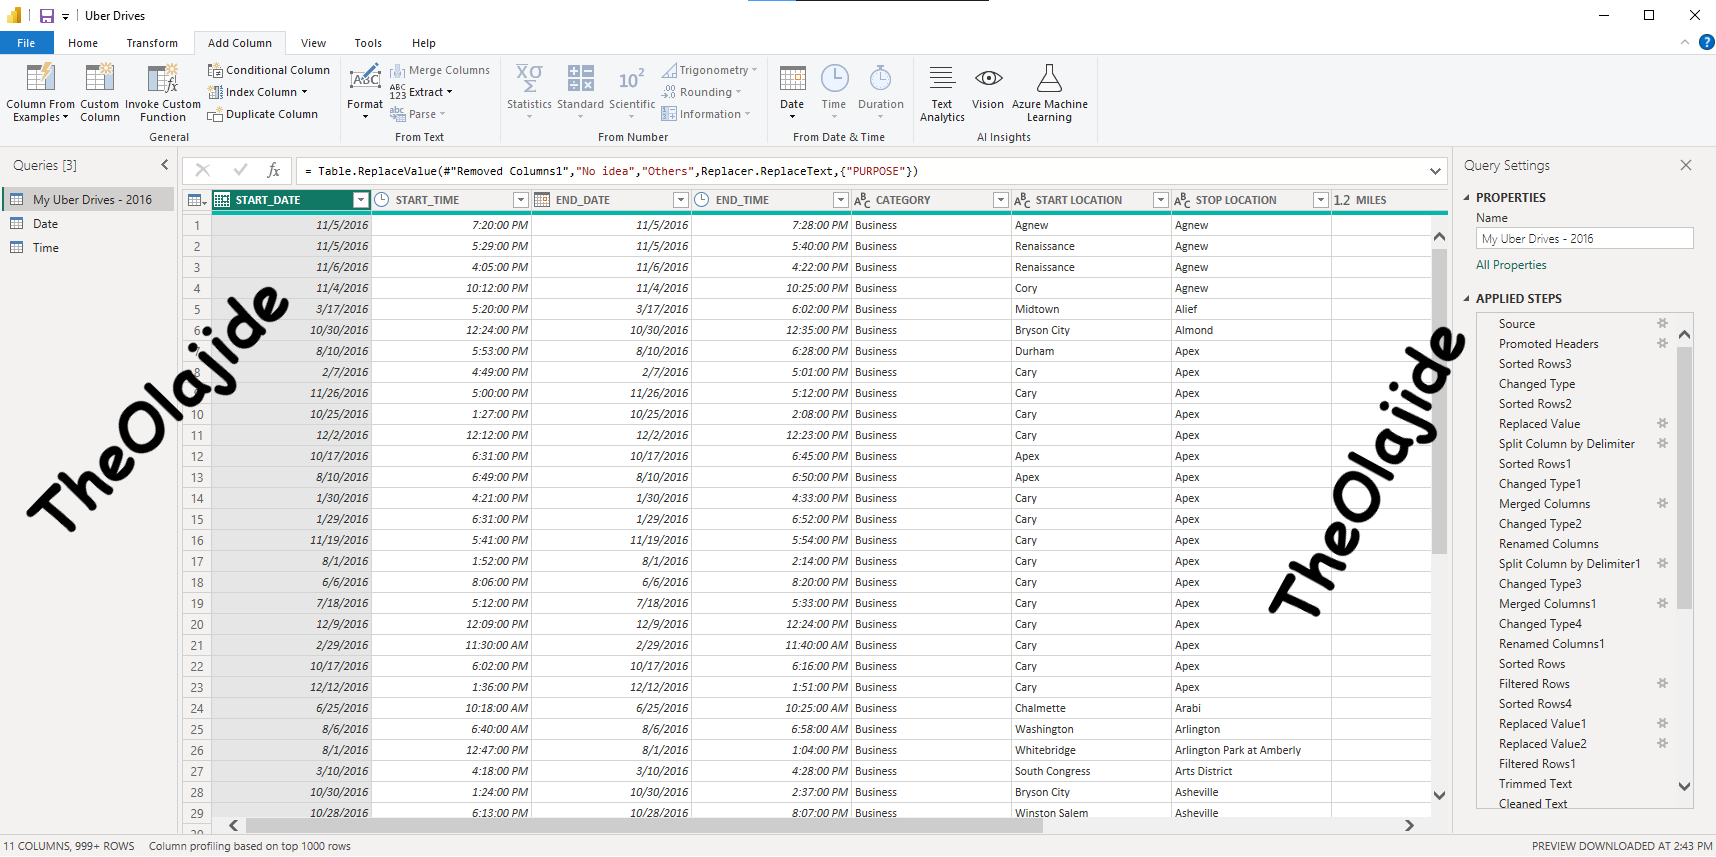 Uber Drives
File Home Transform Add Column View Tools Help
Column From Examples
Custom Column
Invoke Custom Function
Conditional Column
Index Column
Duplicate Column
General
Format
Merge Columns
Extract
Parse
From Text
Statistics
Standard
Scientific
Trigonometry
Rounding
Information
From Number
Date
Time
Duration
From Date & Time
Text Analytics
Vision
Azure Machine Learning
AI Insights
Queries [3]
My Uber Drives - 2016
Date
Time
= Table.ReplaceValue(#"Removed Columns1","No idea","Others",Replacer.ReplaceText,{"PURPOSE"})
START_DATE START_TIME END_DATE END_TIME CATEGORY START LOCATION STOP LOCATION 1.2 MILES
1 11/5/2016 7:20:00 PM 11/5/2016 7:28:00 PM Business Agnew Agnew
2 11/5/2016 5:29:00 PM 11/5/2016 5:40:00 PM Business Renaissance Agnew
3 11/6/2016 4:05:00 PM 11/6/2016 4:22:00 PM Business Renaissance Agnew
4 11/4/2016 10:12:00 PM 11/4/2016 10:25:00 PM Business Cory Agnew
5 3/17/2016 5:20:00 PM 3/17/2016 6:02:00 PM Business Midtown Alief
6 10/30/2016 12:24:00 PM 10/30/2016 12:35:00 PM Business Bryson City Almond
7 8/10/2016 5:53:00 PM 8/10/2016 6:28:00 PM Business Durham Apex
8 2/7/2016 4:49:00 PM 2/7/2016 5:01:00 PM Business Cary Apex
11/26/2016 5:00:00 PM 11/26/2016 5:12:00 PM Business Cary Apex
10 10/25/2016 1:27:00 PM 10/25/2016 2:08:00 PM Business Cary Apex
11 12/2/2016 12:12:00 PM 12/2/2016 12:23:00 PM Business Cary Apex
12 10/17/2016 6:31:00 PM 10/17/2016 6:45:00 PM Business Apex Apex
13 8/10/2016 6:49:00 PM 8/10/2016 6:50:00 PM Business Apex Apex
14 1/30/2016 4:21:00 PM 1/30/2016 4:33:00 PM Business Cary Apex
15 1/29/2016 6:31:00 PM 1/29/2016 6:52:00 PM Business Cary Apex
16 11/19/2016 5:41:00 PM 11/19/2016 5:54:00 PM Business Cary Apex
17 8/1/2016 1:52:00 PM 8/1/2016 2:14:00 PM Business Cary Apex
18 6/6/2016 8:06:00 PM 6/6/2016 8:20:00 PM Business Cary Apex
19 7/18/2016 5:12:00 PM 7/18/2016 5:33:00 PM Business Cary Apex
20 12/9/2016 12:09:00 PM 12/9/2016 12:24:00 PM Business Cary Apex
21 2/29/2016 11:30:00 AM 2/29/2016 11:40:00 AM Business Cary Apex
22 10/17/2016 6:02:00 PM 10/17/2016 6:16:00 PM Business Cary Apex
23 12/12/2016 1:36:00 PM 12/12/2016 1:51:00 PM Business Cary Apex
24 6/25/2016 10:18:00 AM 6/25/2016 10:25:00 AM Business Chalmette Arabi
25 8/6/2016 6:40:00 AM 8/6/2016 6:58:00 AM Business Washington Arlington
26 8/1/2016 12:47:00 PM 8/1/2016 1:04:00 PM Business Whitebridge Arlington Park at Amberly
27 3/10/2016 4:18:00 PM 3/10/2016 4:28:00 PM Business South Congress Arts District
28 10/30/2016 1:24:00 PM 10/30/2016 2:37:00 PM Business Bryson City Asheville
29 10/28/2016 6:13:00 PM 10/28/2016 8:07:00 PM Business Winston Salem Asheville
TheOlajide
TheOlajide
Query Settings
PROPERTIES
Name
My Uber Drives - 2016
All Properties
APPLIED STEPS
Source
Promoted Headers
Sorted Rows3
Changed Type
Sorted Rows2
Replaced Value
Split Column by Delimiter
Sorted Rows1
Changed Type1
Merged Columns
Changed Type2
Renamed Columns
Split Column by Delimiter1
Changed Type3
Merged Columns1
Changed Type4
Renamed Columns1
Sorted Rows
Filtered Rows
Sorted Rows4
Replaced Value1
Replaced Value2
Filtered Rows1
Trimmed Text
Cleaned Text
11 COLUMNS, 999+ ROWS Column profiling based on top 1000 rows
PREVIEW DOWNLOADED AT 2:43 PM